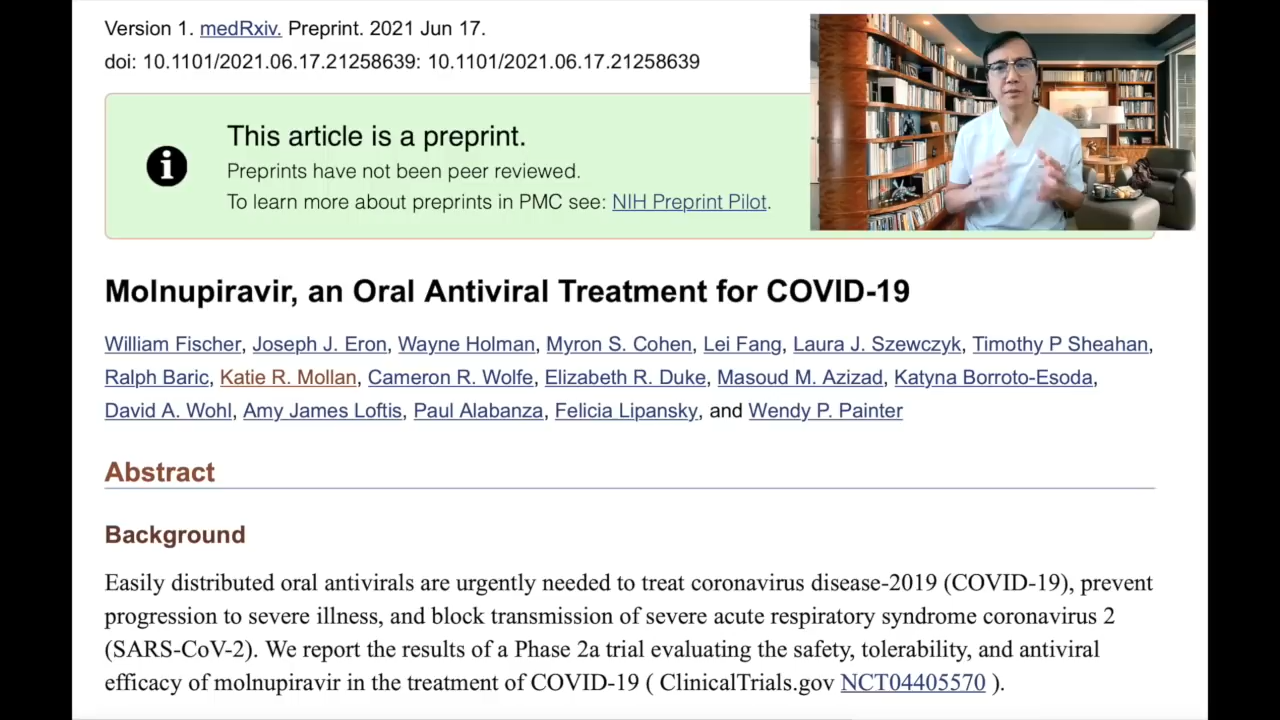 Version 1. medRxiv. Preprint. 2021 Jun 17.
doi: 10.1101/2021.06.17.21258639: 10.1101/2021.06.17.21258639
i
This article is a preprint.
Preprints have not been peer reviewed.
To learn more about preprints in PMC see: NIH Preprint Pilot.
Molnupiravir, an Oral Antiviral Treatment for COVID-19
William Fischer, Joseph J. Eron, Wayne Holman, Myron S. Cohen, Lei Fang, Laura J. Szewczyk, Timothy P Sheahan,
Ralph Baric, Katie R. Mollan, Cameron R. Wolfe, Elizabeth R. Duke, Masoud M. Azizad, Katyna Borroto-Esoda,
David A. Wohl, Amy James Loftis, Paul Alabanza, Felicia Lipansky, and Wendy P. Painter
Abstract
Background
Easily distributed oral antivirals are urgently needed to treat coronavirus disease-2019 (COVID-19), prevent
progression to severe illness, and block transmission of severe acute respiratory syndrome coronavirus 2
(SARS-CoV-2). We report the results of a Phase 2a trial evaluating the safety, tolerability, and antiviral
efficacy of molnupiravir in the treatment of COVID-19 ( ClinicalTrials.gov NCT04405570 ).